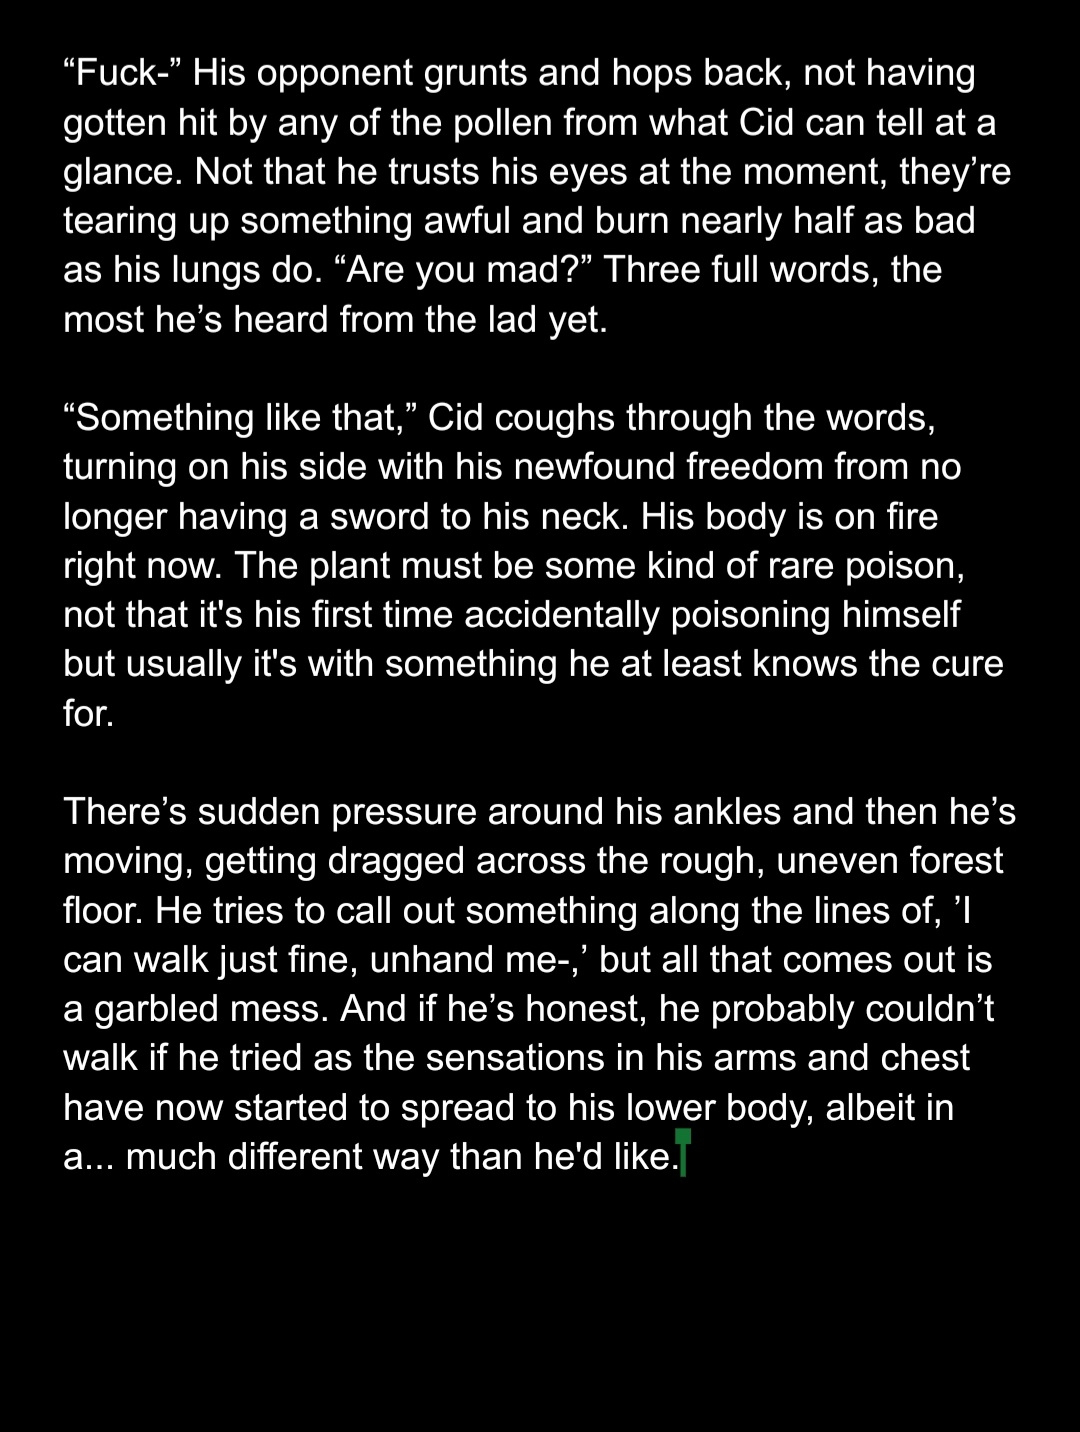 “Fuck-” His opponent grunts and hops back, not having
gotten hit by any of the pollen from what Cid can tell at a
glance. Not that he trusts his eyes at the moment, they’re
tearing up something awful and burn nearly half as bad
as his lungs do. “Are you mad?” Three full words, the
most he’s heard from the lad yet.
“Something like that,” Cid coughs through the words,
turning on his side with his newfound freedom from no
longer having a sword to his neck. His body is on fire
right now. The plant must be some kind of rare poison,
not that it's his first time accidentally poisoning himself
but usually it's with something he at least knows the cure
for.
There’s sudden pressure around his ankles and then he’s
moving, getting dragged across the rough, uneven forest
floor. He tries to call out something along the lines of, ’I
can walk just fine, unhand me-,’ but all that comes out is
a garbled mess. And if he’s honest, he probably couldn’t
walk if he tried as the sensations in his arms and chest
have now started to spread to his lower body, albeit in
a... much different way than he'd like.